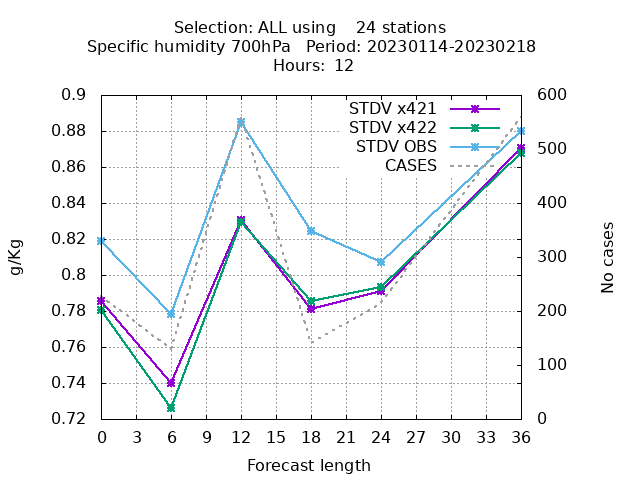 Selection: ALL using    24 stations
Specific humidity 700hPa   Period: 20230114-20230218
Hours: 12
STDV x421
STDV x422
STDV OBS
CASES
g/Kg
0.9
0.88
0.86
0.84
0.82
0.8
0.78
0.76
0.74
0.72
600
500
400
300
200
100
0
No cases
0 3 6 9 12 15 18 21 24 27 30 33 36
Forecast length